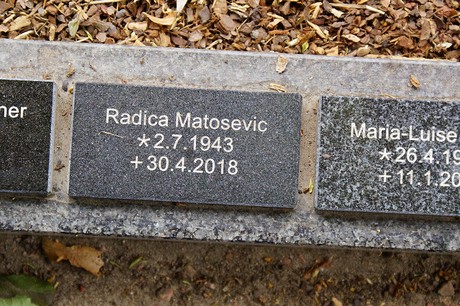 ner
Radica Matosevic
*2.7.1943
+30.4.2018
Maria-Luise
*26.4.19
+11.1.20